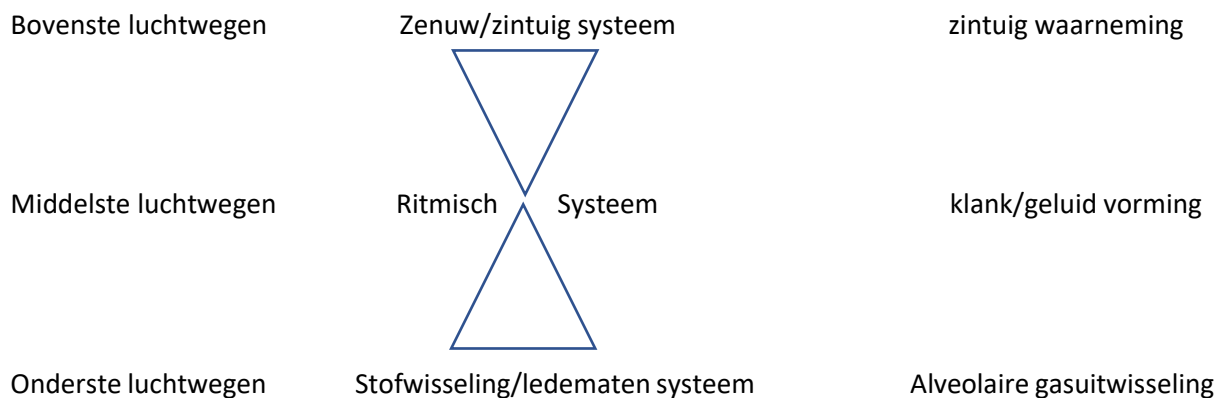 Bovenste luchtwegen Zenuw/zintuig systeem zintuig waarneming
Middelste luchtwegen Ritmisch Systeem klank/geluid vorming
Onderste luchtwegen Stofwisseling/ledematen systeem Alveolaire gasuitwisseling